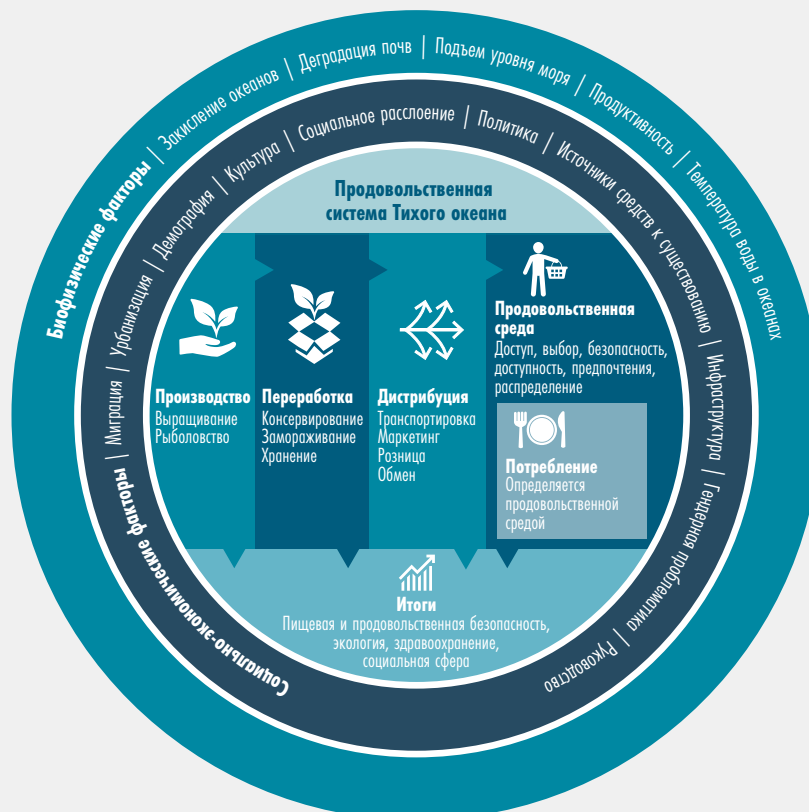 Биофизические факторы | Закисление океанов | Деградация почв | Подъем уровня моря | Продуктивность | Температура воды в океанах
Социально-экономические факторы | Миграция | Урбанизация | Демография | Культура | Социальное расслоение | Политика | Источники средств к существованию | Инфраструктура | Гендерная проблематика | Руководство
Продовольственная
система Тихого океана
Производство
Выращивание
Рыболовство
Переработка
Консервирование
Замораживание
Хранение
Дистрибуция
Транспортировка
Маркетинг
Розница
Обмен
Продовольственная
среда
Доступ, выбор, безопасность,
доступность, предпочтения,
распределение
Потребление
Определяется
продовольственной
средой
Итоги
Пищевая и продовольственная безопасность,
экология, здравоохранение,
социальная сфера